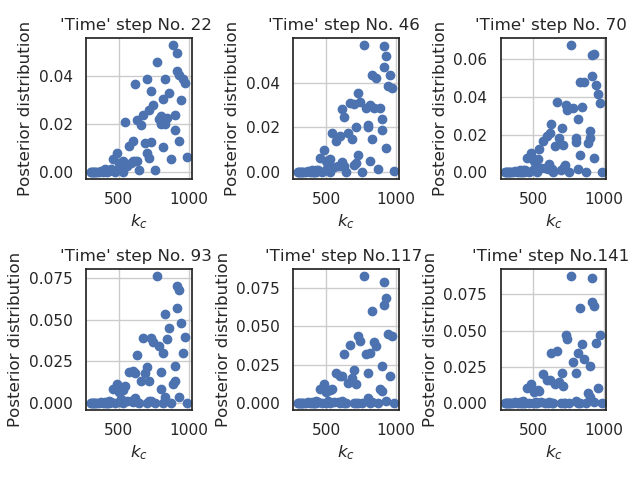 'Time' step No. 22
'Time' step No. 46
'Time' step No. 70
Posterior distribution
0.04
0.02
0.00
500
1000
k_c
Posterior distribution
0.04
0.02
0.00
500
1000
k_c
Posterior distribution
0.06
0.04
0.02
0.00
500
1000
k_c
'Time' step No. 93
'Time' step No.117
'Time' step No.141
Posterior distribution
0.075
0.050
0.025
0.000
500
1000
k_c
Posterior distribution
0.075
0.050
0.025
0.000
500
1000
k_c
Posterior distribution
0.075
0.050
0.025
0.000
500
1000
k_c